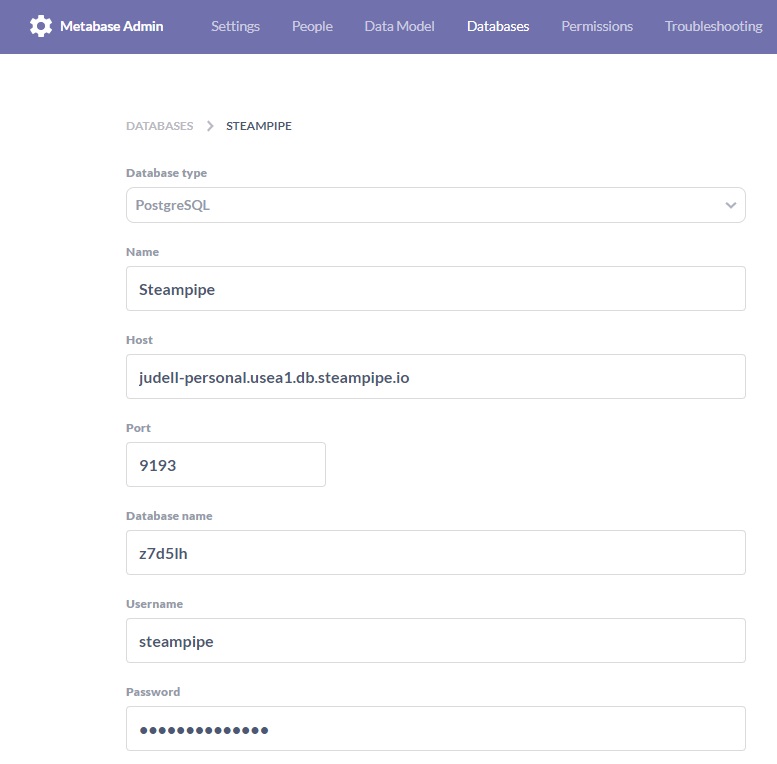 Metabase Admin Settings People Data Model Databases Permissions Troubleshooting
DATABASES > STEAMPIPE
Database type
PostgreSQL
Name
Steampipe
Host
judell-personal.usea1.db.steampipe.io
Port
9193
Database name
z7d5lh
Username
steampipe
Password
••••••••••••••